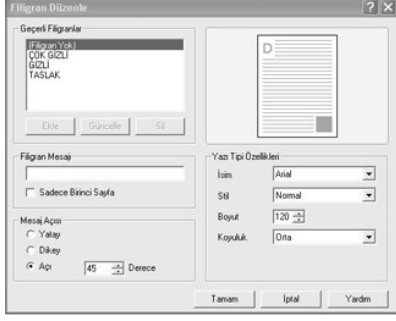 Filigran Düzenle
Geçerli Filigranlar
(Filigran Yok)
ÇOK GİZLİ
GİZLİ
TASLAK
Ekle Güncelle Sil
D
Filigran Mesajı
Sadece Birinci Sayfa
Mesaj Açısı
Yatay
Dikey
Açı 45 Derece
Yazı Tipi Özellikleri
İsim Arial
Stil Normal
Boyut 120
Koyuluk Orta
Tamam İptal Yardım